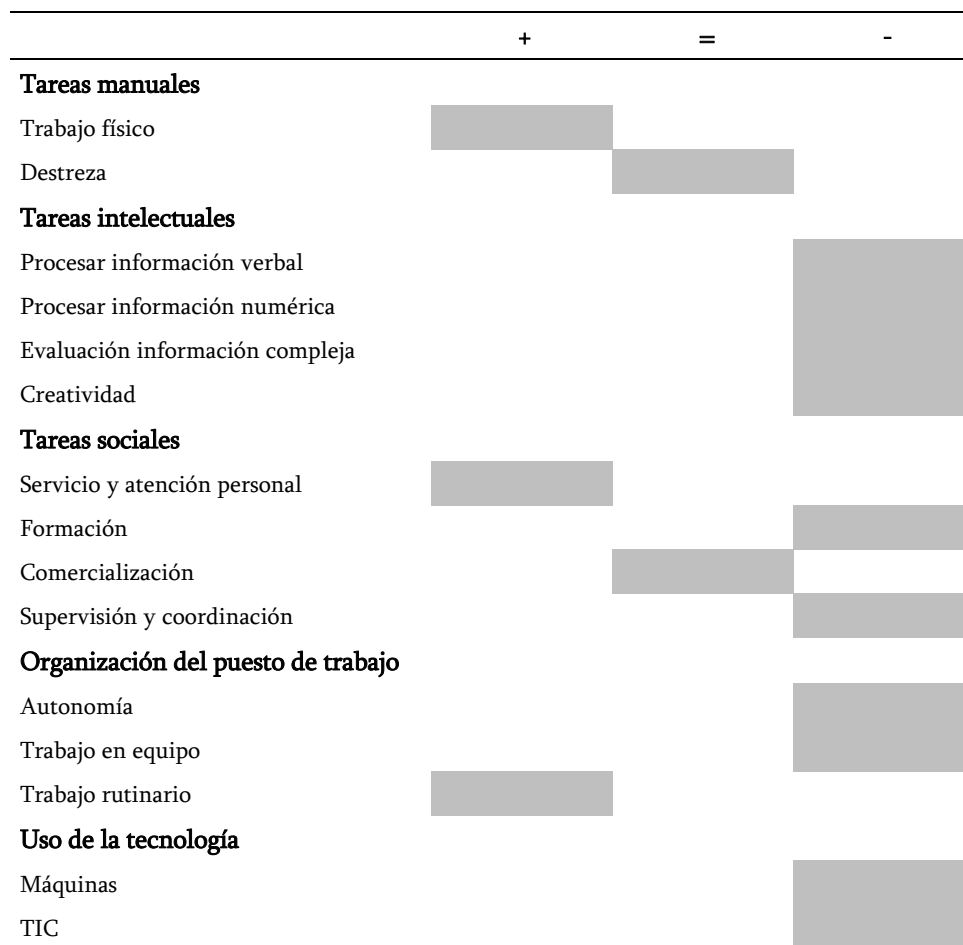 + = -
Tareas manuales
Trabajo físico
Destreza
Tareas intelectuales
Procesar información verbal
Procesar información numérica
Evaluación información compleja
Creatividad
Tareas sociales
Servicio y atención personal
Formación
Comercialización
Supervisión y coordinación
Organización del puesto de trabajo
Autonomía
Trabajo en equipo
Trabajo rutinario
Uso de la tecnología
Máquinas
TIC